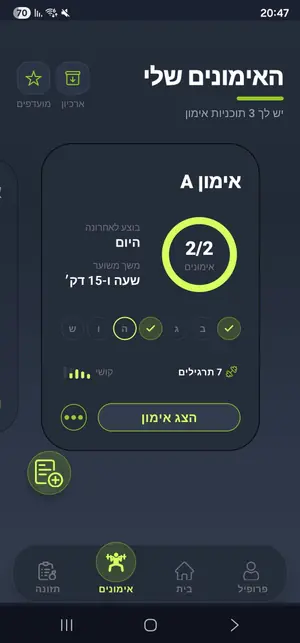 70
20:47
האימונים שלי
יש לך 3 תוכניות אימון
ארכיון
מועדפים
אימון A
2/2
אימונים
בוצע לאחרונה
היום
משך משוער
שעה ו-15 דק׳
ב ג ה ו ש
7 תרגילים
קושי
הצג אימון
פרופיל
בית
אימונים
תזונה